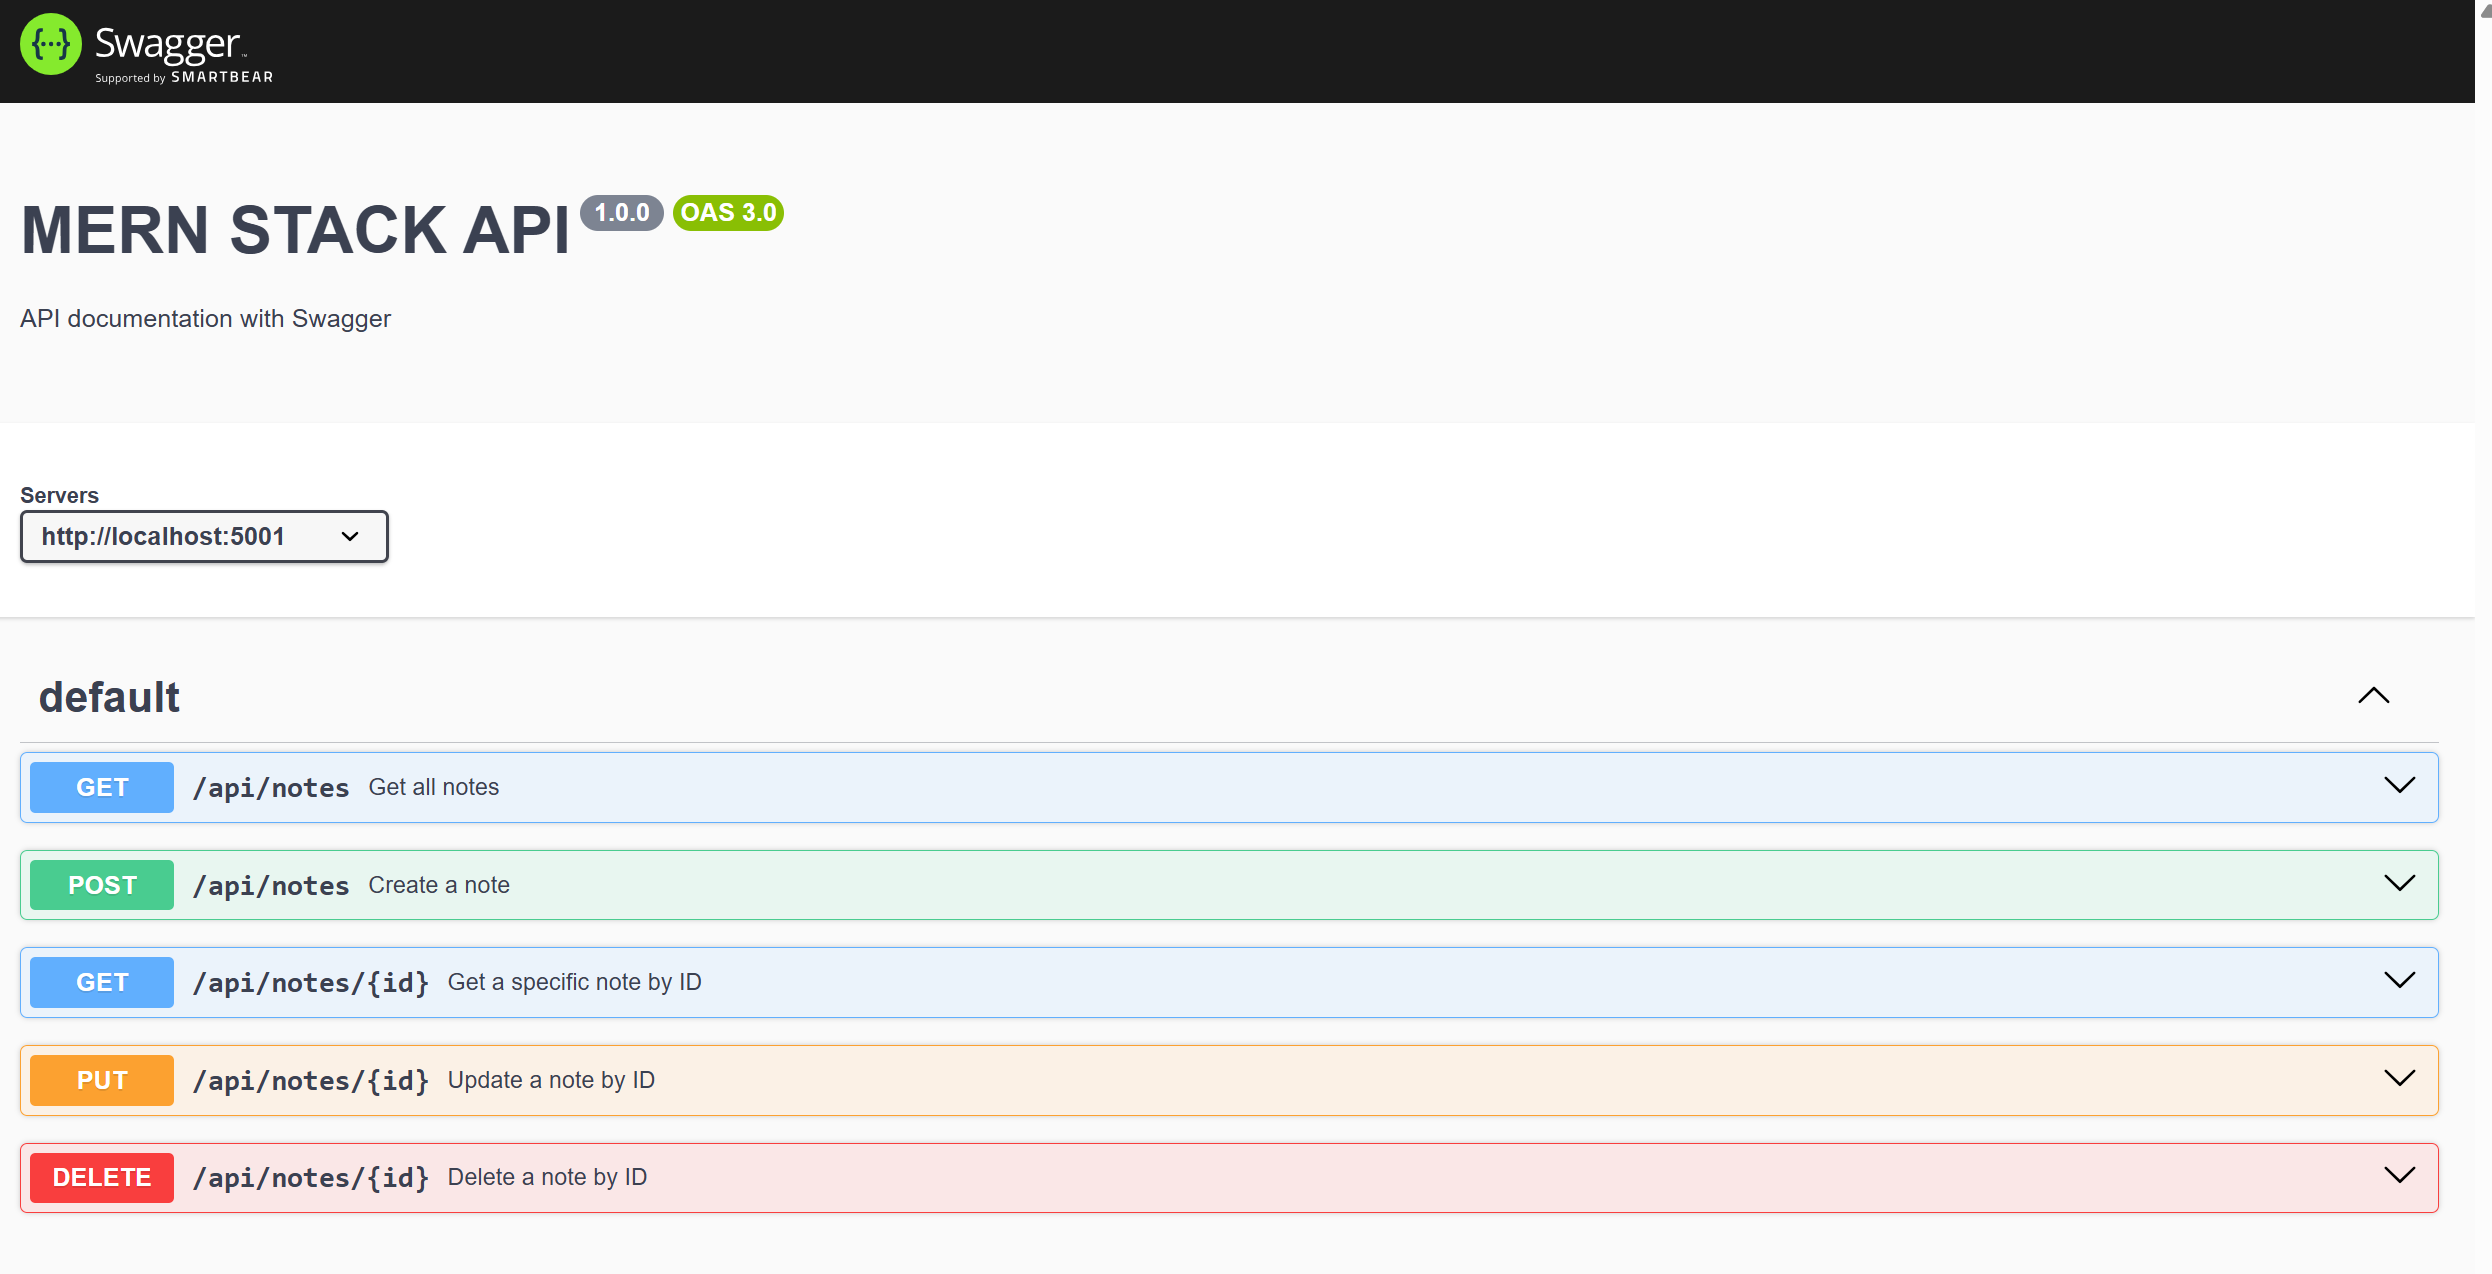 Swagger™
Supported by SMARTBEAR
MERN STACK API 1.0.0 OAS 3.0
API documentation with Swagger
Servers
http://localhost:5001
default
GET /api/notes Get all notes
POST /api/notes Create a note
GET /api/notes/{id} Get a specific note by ID
PUT /api/notes/{id} Update a note by ID
DELETE /api/notes/{id} Delete a note by ID